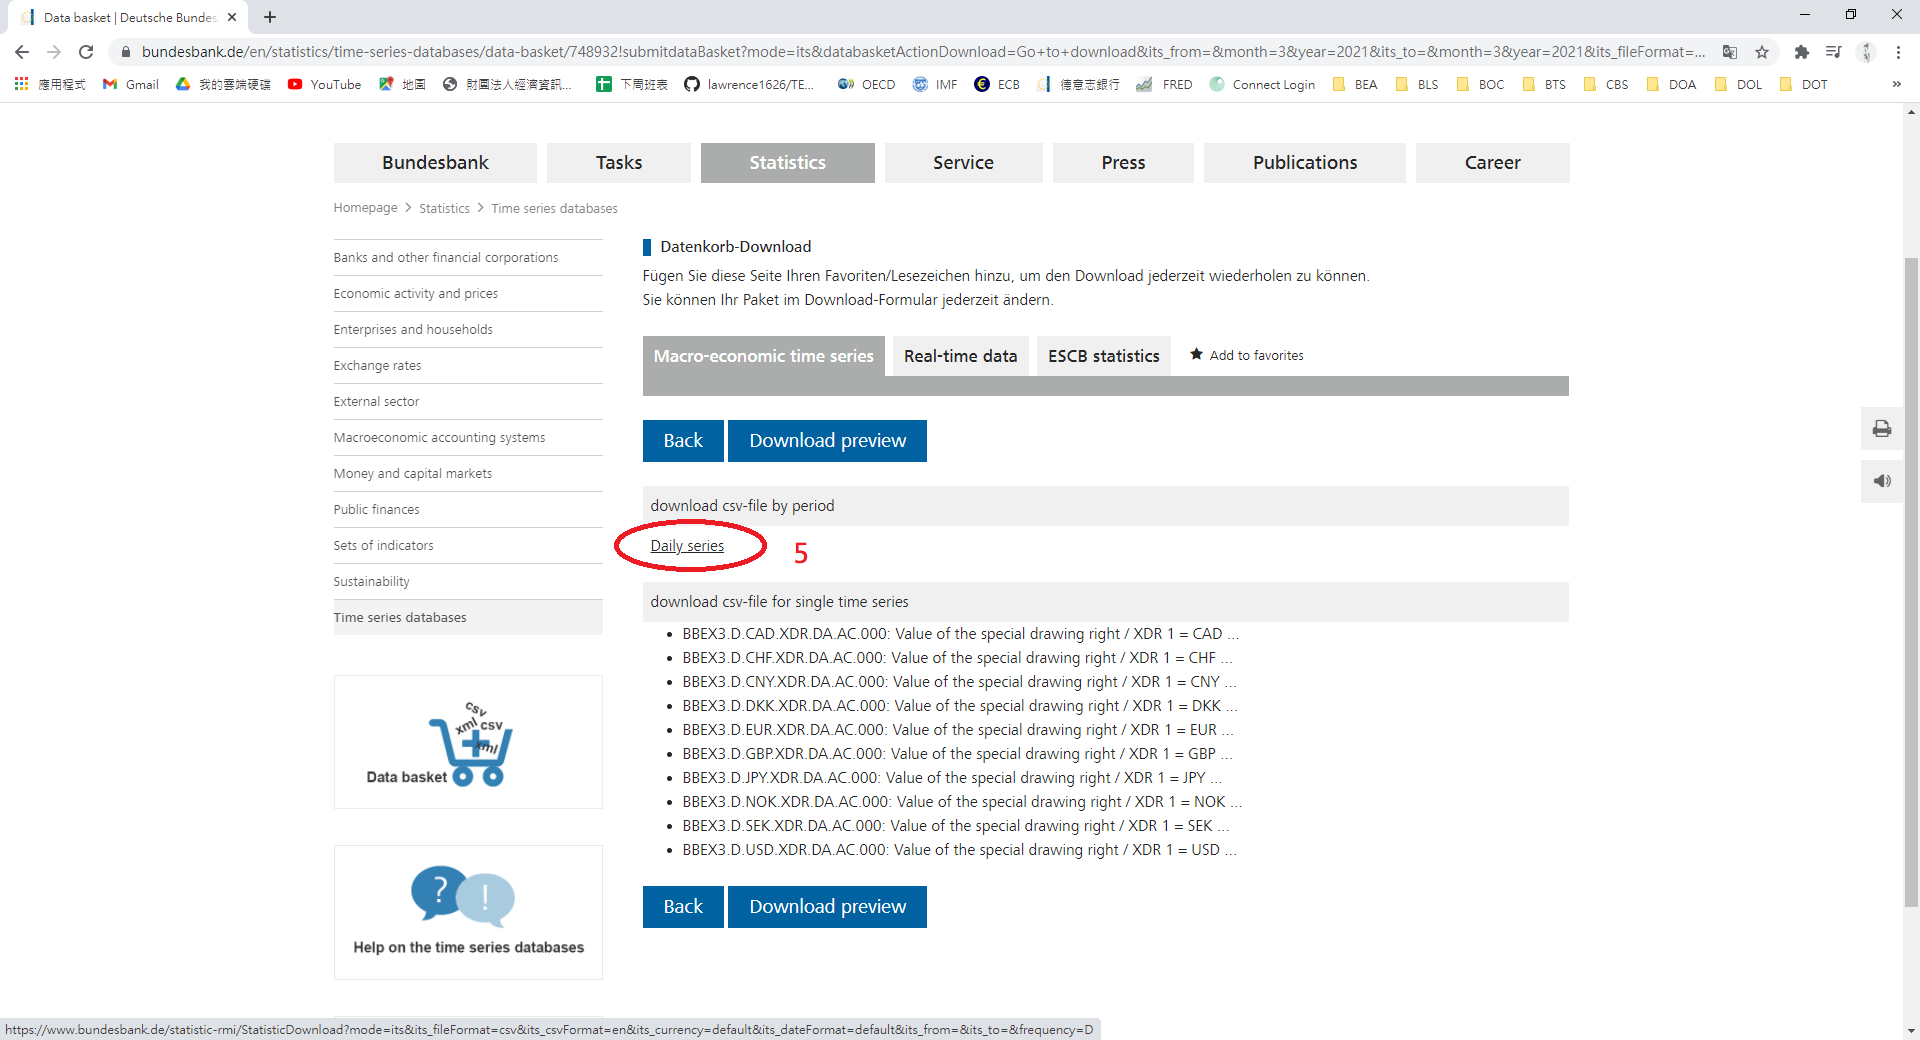 Data basket | Deutsche Bundes
bundesbank.de/en/statistics/time-series-databases/data-basket/748932!submitdataBasket?mode=its&databasketActionDownload=Go+to+download&its_from=&month=3&year=2021&its_to=&month=3&year=2021&its_fileFormat=...
應用程式 Gmail 我的雲端硬碟 YouTube 地圖 財團法人經濟資訊... 下周班表 lawrence1626/TE... OECD IMF ECB 德意志銀行 FRED Connect Login BEA BLS BOC BTS CBS DOA DOL DOT »
Bundesbank Tasks Statistics Service Press Publications Career
Homepage > Statistics > Time series databases
Banks and other financial corporations
Economic activity and prices
Enterprises and households
Exchange rates
External sector
Macroeconomic accounting systems
Money and capital markets
Public finances
Sets of indicators
Sustainability
Time series databases
csv
xml csv
xml
Data basket
? !
Help on the time series databases
Datenkorb-Download
Fügen Sie diese Seite Ihren Favoriten/Lesezeichen hinzu, um den Download jederzeit wiederholen zu können.
Sie können Ihr Paket im Download-Formular jederzeit ändern.
Macro-economic time series Real-time data ESCB statistics Add to favorites
Back Download preview
download csv-file by period
Daily series 5
download csv-file for single time series
BBEX3.D.CAD.XDR.DA.AC.000: Value of the special drawing right / XDR 1 = CAD ...
BBEX3.D.CHF.XDR.DA.AC.000: Value of the special drawing right / XDR 1 = CHF ...
BBEX3.D.CNY.XDR.DA.AC.000: Value of the special drawing right / XDR 1 = CNY ...
BBEX3.D.DKK.XDR.DA.AC.000: Value of the special drawing right / XDR 1 = DKK ...
BBEX3.D.EUR.XDR.DA.AC.000: Value of the special drawing right / XDR 1 = EUR ...
BBEX3.D.GBP.XDR.DA.AC.000: Value of the special drawing right / XDR 1 = GBP ...
BBEX3.D.JPY.XDR.DA.AC.000: Value of the special drawing right / XDR 1 = JPY ...
BBEX3.D.NOK.XDR.DA.AC.000: Value of the special drawing right / XDR 1 = NOK ...
BBEX3.D.SEK.XDR.DA.AC.000: Value of the special drawing right / XDR 1 = SEK ...
BBEX3.D.USD.XDR.DA.AC.000: Value of the special drawing right / XDR 1 = USD ...
Back Download preview
https://www.bundesbank.de/statistic-rmi/StatisticDownload?mode=its&its_fileFormat=csv&its_csvFormat=en&its_currency=default&its_dateFormat=default&its_from=&its_to=&frequency=D